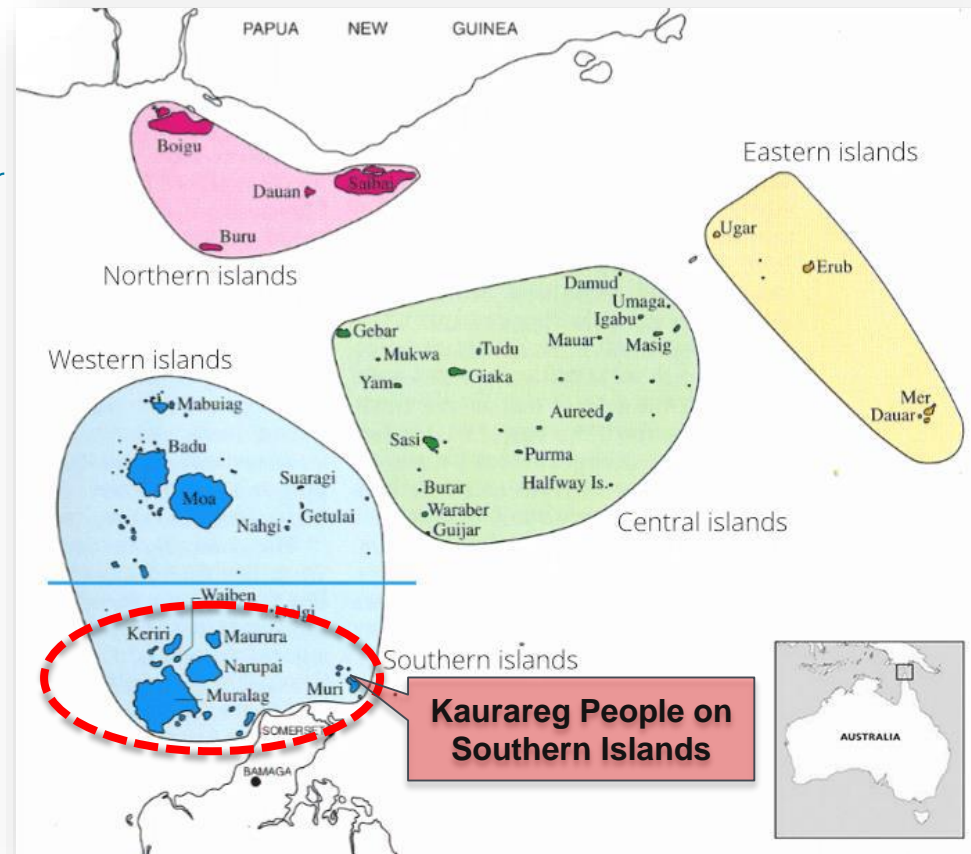 PAPUA NEW GUINEA
Boigu
Dauan
Saibai
Buru
Northern islands
Eastern islands
Ugar
Erub
Mer
Dauar
Damud
Umaga
Igabu
Gebar
Mauar
Masig
Mukwa
Tudu
Yam
Giaka
Aureed
Sasi
Purma
Burar
Halfway Is.
Waraber
Guijar
Central islands
Western islands
Mabuiag
Badu
Moa
Suaragi
Getulai
Nahgi
Waiben
Keriri
Maurura
Narupai
Muralag
Muri
Southern islands
Kaurareg People on
Southern Islands
SOMERSET
BAMAGA
AUSTRALIA